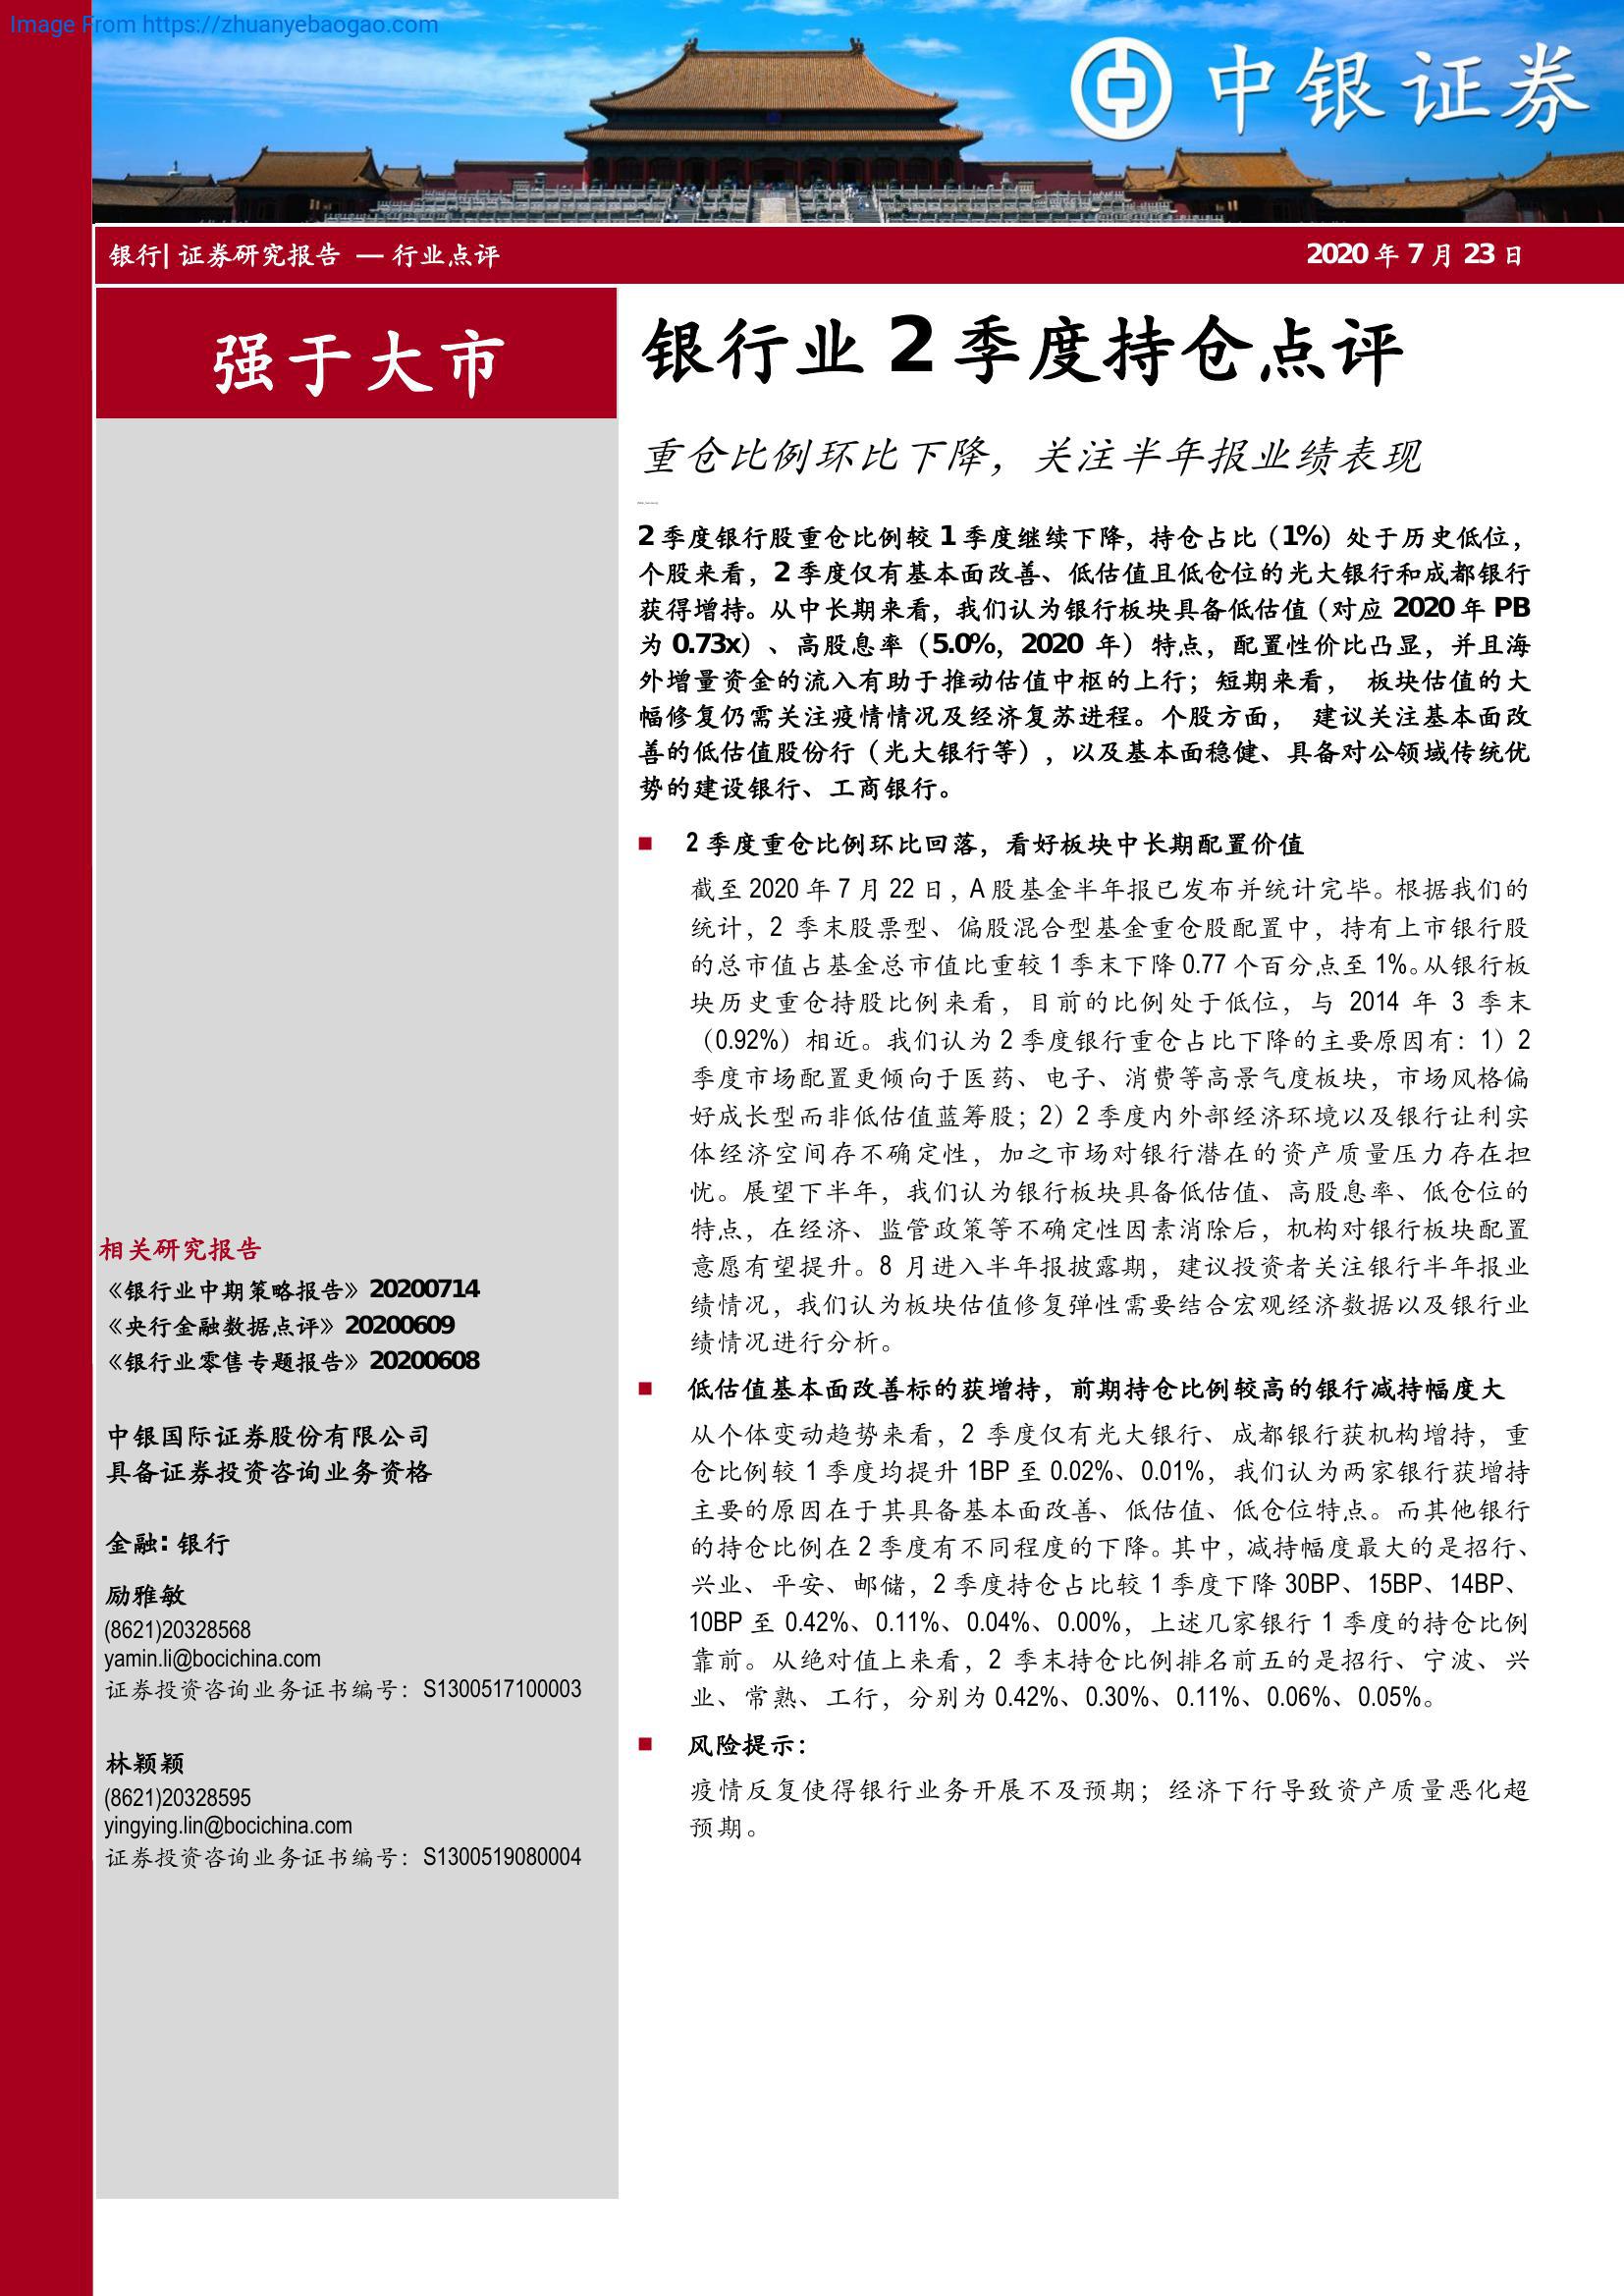 Image From https://zhuanyebaogao.com
中银证券
银行| 证券研究报告 — 行业点评
2020 年 7 月 23 日
强于大市
银行业 2 季度持仓点评
重仓比例环比下降，关注半年报业绩表现
2 季度银行股重仓比例较 1 季度继续下降，持仓占比（1%）处于历史低位，
个股来看，2 季度仅有基本面改善、低估值且低仓位的光大银行和成都银行
获得增持。从中长期来看，我们认为银行板块具备低估值（对应 2020 年 PB
为 0.73x）、高股息率（5.0%，2020 年）特点，配置性价比凸显，并且海
外增量资金的流入有助于推动估值中枢的上行；短期来看， 板块估值的大
幅修复仍需关注疫情情况及经济复苏进程。个股方面， 建议关注基本面改
善的低估值股份行（光大银行等），以及基本面稳健、具备对公领域传统优
势的建设银行、工商银行。
■ 2 季度重仓比例环比回落，看好板块中长期配置价值
截至 2020 年 7 月 22 日，A 股基金半年报已发布并统计完毕。根据我们的
统计，2 季末股票型、偏股混合型基金重仓股配置中，持有上市银行股
的总市值占基金总市值比重较 1 季末下降 0.77 个百分点至 1%。从银行板
块历史重仓持股比例来看，目前的比例处于低位，与 2014 年 3 季末
（0.92%）相近。我们认为 2 季度银行重仓占比下降的主要原因有：1）2
季度市场配置更倾向于医药、电子、消费等高景气度板块，市场风格偏
好成长型而非低估值蓝筹股；2）2 季度内外部经济环境以及银行让利实
体经济空间存不确定性，加之市场对银行潜在的资产质量压力存在担
忧。展望下半年，我们认为银行板块具备低估值、高股息率、低仓位的
特点，在经济、监管政策等不确定性因素消除后，机构对银行板块配置
意愿有望提升。8 月进入半年报披露期，建议投资者关注银行半年报业
绩情况，我们认为板块估值修复弹性需要结合宏观经济数据以及银行业
绩情况进行分析。
■ 低估值基本面改善标的获增持，前期持仓比例较高的银行减持幅度大
从个体变动趋势来看，2 季度仅有光大银行、成都银行获机构增持，重
仓比例较 1 季度均提升 1BP 至 0.02%、0.01%，我们认为两家银行获增持
主要的原因在于其具备基本面改善、低估值、低仓位特点。而其他银行
的持仓比例在 2 季度有不同程度的下降。其中，减持幅度最大的是招行、
兴业、平安、邮储，2 季度持仓占比较 1 季度下降 30BP、15BP、14BP、
10BP 至 0.42%、0.11%、0.04%、0.00%，上述几家银行 1 季度的持仓比例
靠前。从绝对值上来看，2 季末持仓比例排名前五的是招行、宁波、兴
业、常熟、工行，分别为 0.42%、0.30%、0.11%、0.06%、0.05%。
■ 风险提示：
疫情反复使得银行业务开展不及预期；经济下行导致资产质量恶化超
预期。
相关研究报告
《银行业中期策略报告》20200714
《央行金融数据点评》20200609
《银行业零售专题报告》20200608
中银国际证券股份有限公司
具备证券投资咨询业务资格
金融：银行
励雅敏
(8621)20328568
yamin.li@bocichina.com
证券投资咨询业务证书编号：S1300517100003
林颖颖
(8621)20328595
yingying.lin@bocichina.com
证券投资咨询业务证书编号：S1300519080004